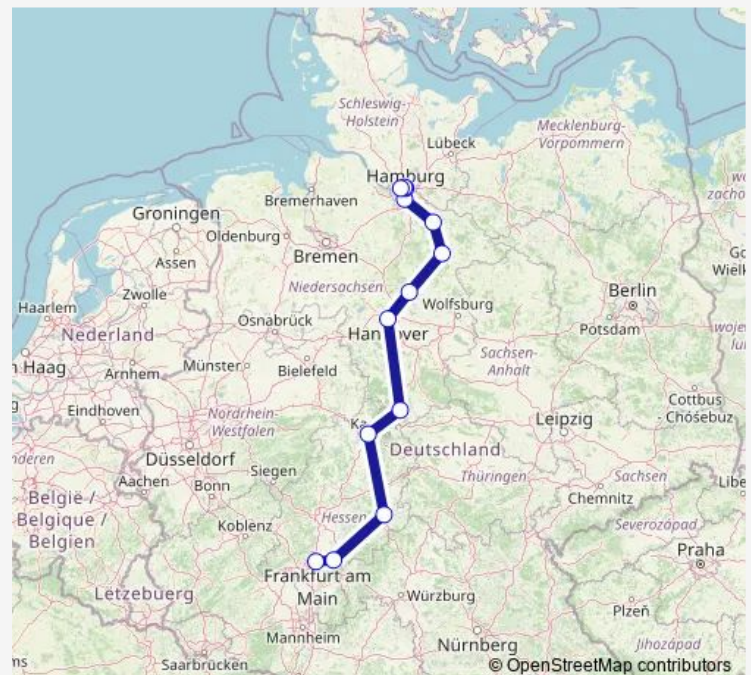 Schleswig-
Holstein
Lübeck
Mecklenburg-
Vorpommern
Hamburg
Bremerhaven
Groningen
Oldenburg
Bremen
Assen
Zwolle
Niedersachsen
Wolfsburg
Berlin
Haarlem
Nederland
Osnabrück
Hannover
Potsdam
Haag
Arnhem
Münster
Bielefeld
Sachsen-
Anhalt
Eindhoven
Nordrhein-
Westfalen
Ka
Leipzig
Cottbus
- Chóśebuz
Düsseldorf
Deutschland
Aachen
Bonn
Siegen
Thüringen
Sachsen
België /
Belgique /
Belgien
Koblenz
Hessen
Chemnitz
Severozápad
Praha
Lëtzebuerg
Frankfurt am
Main
Würzburg
Plzeň
Mannheim
Nürnberg
Jihozápad
Saarbrücken
© OpenStreetMap contributors